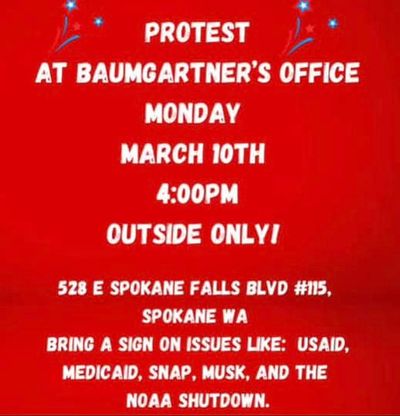 PROTEST
AT BAUMGARTNER'S OFFICE
MONDAY
MARCH 10TH
4:00PM
OUTSIDE ONLY!
528 E SPOKANE FALLS BLVD #115,
SPOKANE WA
BRING A SIGN ON ISSUES LIKE: USAID,
MEDICAID, SNAP, MUSK, AND THE
NOAA SHUTDOWN.